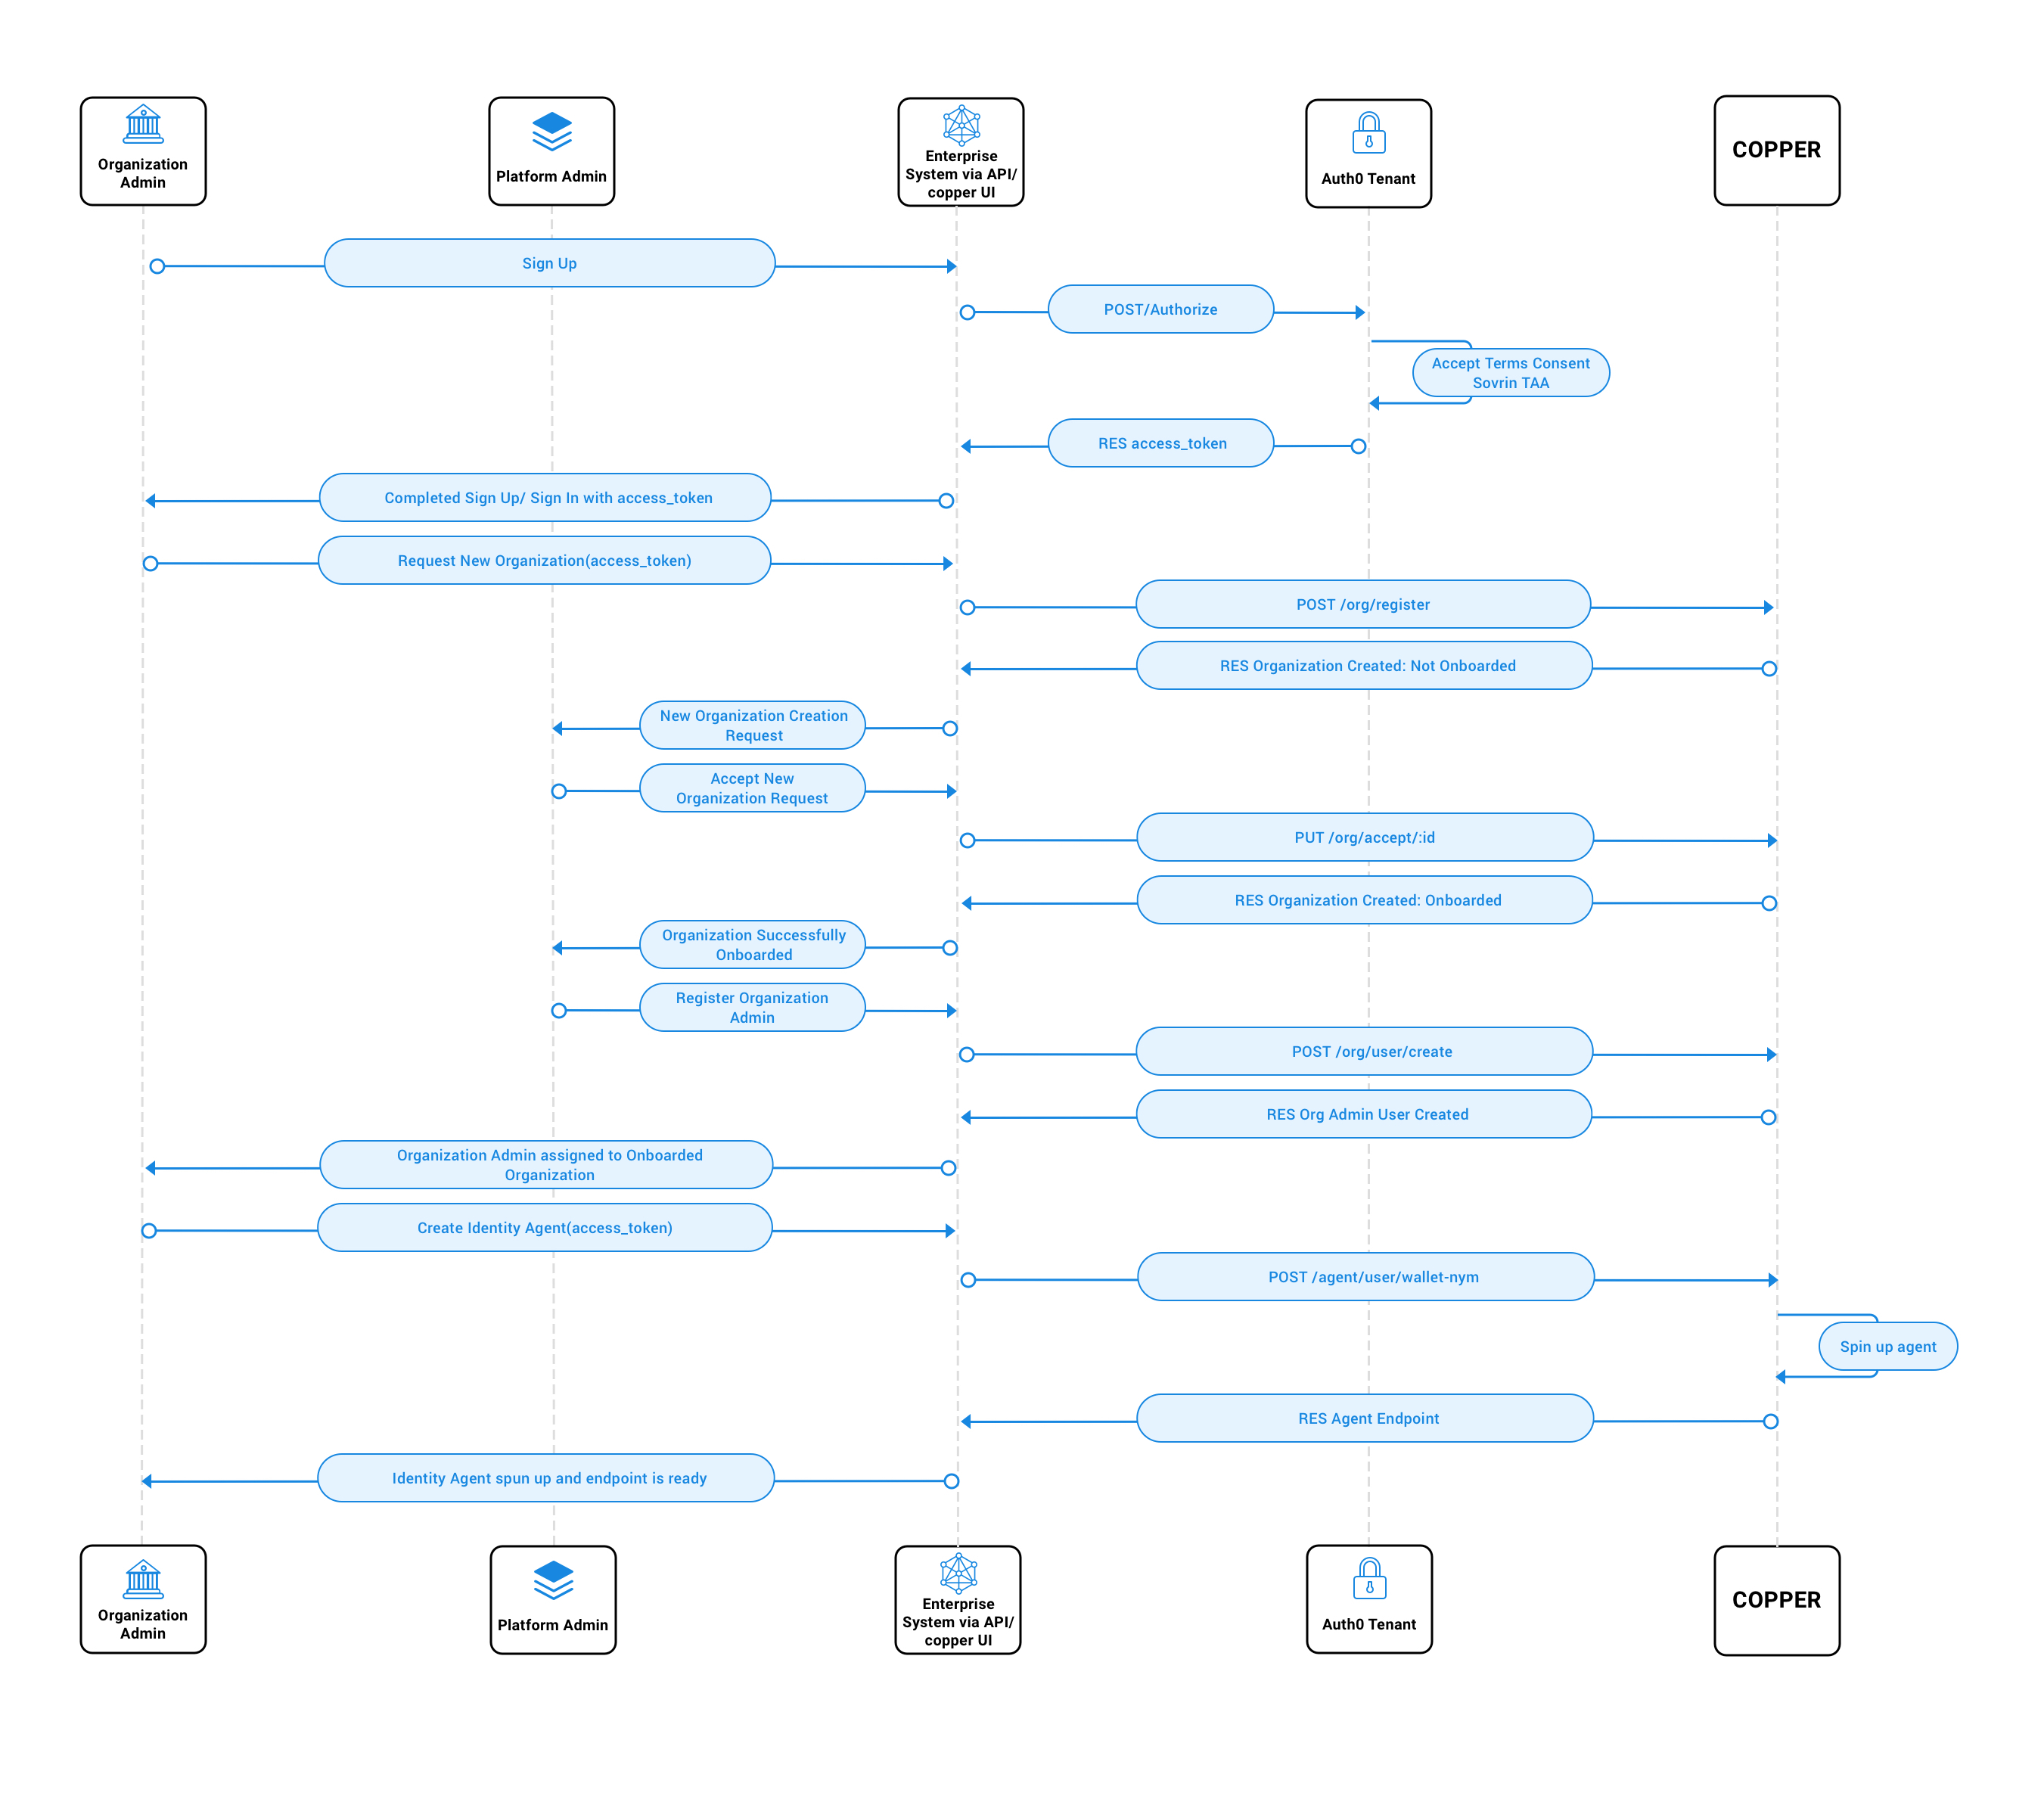 Organization
Admin
Platform Admin
Enterprise
System via API/
copper UI
Auth0 Tenant
COPPER
Sign Up
POST/Authorize
Accept Terms Consent
Sovrin TAA
RES access_token
Completed Sign Up/ Sign In with access_token
Request New Organization(access_token)
POST /org/register
RES Organization Created: Not Onboarded
New Organization Creation
Request
Accept New
Organization Request
PUT /org/accept/:id
RES Organization Created: Onboarded
Organization Successfully
Onboarded
Register Organization
Admin
POST /org/user/create
RES Org Admin User Created
Organization Admin assigned to Onboarded
Organization
Create Identity Agent(access_token)
POST /agent/user/wallet-nym
Spin up agent
RES Agent Endpoint
Identity Agent spun up and endpoint is ready
Organization
Admin
Platform Admin
Enterprise
System via API/
copper UI
Auth0 Tenant
COPPER